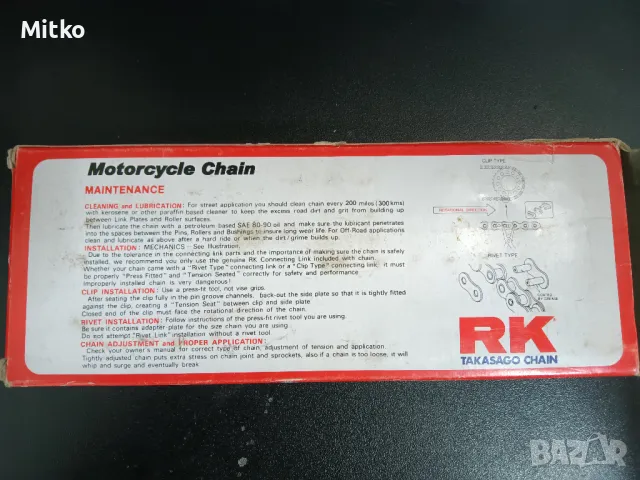 Mitko
Motorcycle Chain
MAINTENANCE
CLEANING and LUBRICATION: For street application you should clean chain every 200 miles (300kms)
with kerosene or other paraffin based cleaner to keep the excess road dirt and grit from building up
between Link Plates and Roller surfaces.
Then lubricate the chain with a petroleum based SAE 80-90 oil and make sure the lubricant penetrates
into the spaces between the Pins, Rollers and Bushings to insure long wear life. For Off-Road applications
clean and lubricate as above after a hard ride or when the dirt/grime builds up.
INSTALLATION: MECHANICS - See Illustration.
Due to the tolerance in the connecting link parts and the importance of making sure the chain is safely
installed, we recommend you only use the genuine RK Connecting Link included with chain.
Whether your chain came with a "Rivet Type" connecting link or a "Clip Type" connecting link, it must
be properly "Press Fitted" and "Tension Seated" correctly for safety and performance.
Improperly installed chain is very dangerous!
CLIP INSTALLATION: Use a press-fit tool, not vise grips.
After seating the clip fully in the pin groove channels, back-out the side plate so that it is tightly fitted
against the clip, creating a "Tension Seat" between clip and side plate.
Closed end of the clip must face the rotational direction of the chain.
RIVET INSTALLATION: Follow instructions of the press-fit rivet tool you are using.
Be sure it contains adapter plate for the size chain you are using.
Do not attempt "Rivet Link" installation without a rivet tool.
CHAIN ADJUSTMENT and PROPER APPLICATION:
Check your owner's manual for correct type of chain, adjustment of tension and application.
Tightly adjusted chain puts extra stress on chain joint and sprockets, also if a chain is too loose, it will
whip and surge and eventually break
CLIP TYPE
ROTATIONAL DIRECTION
RIVET TYPE
RK
TAKASAGO CHAIN
BAZAR